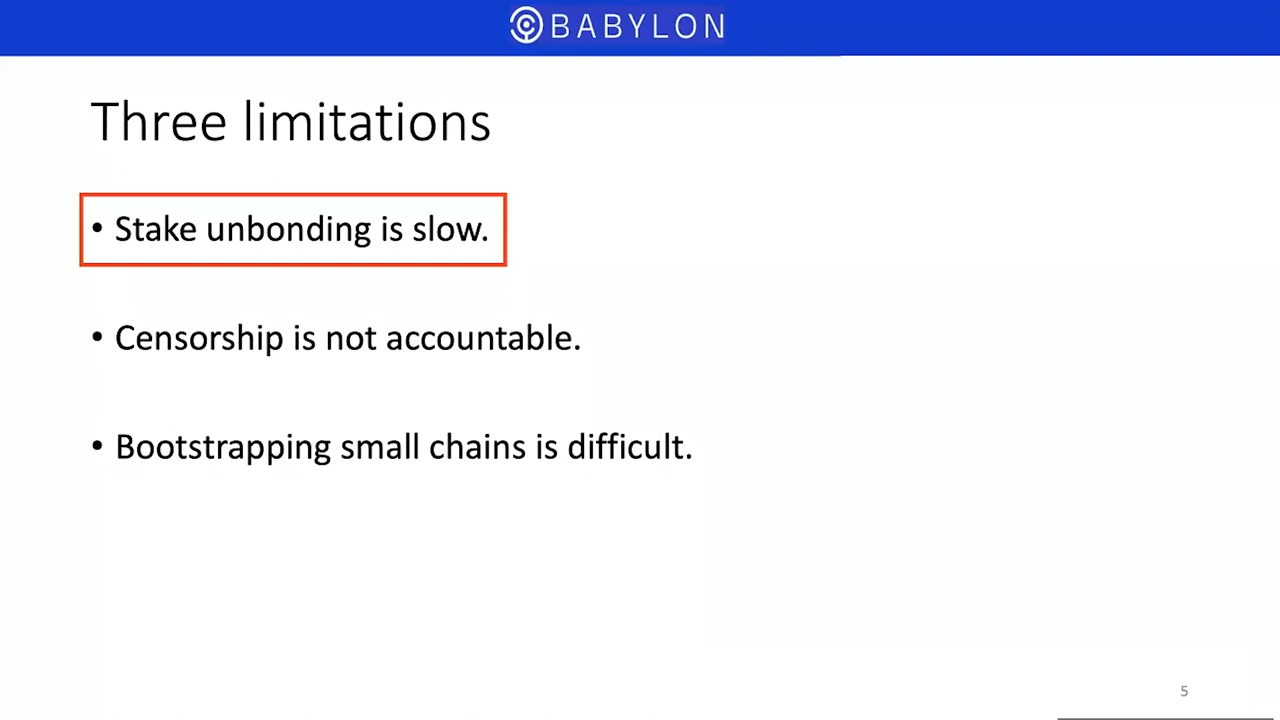 BABYLON
Three limitations
• Stake unbonding is slow.
• Censorship is not accountable.
• Bootstrapping small chains is difficult.
5